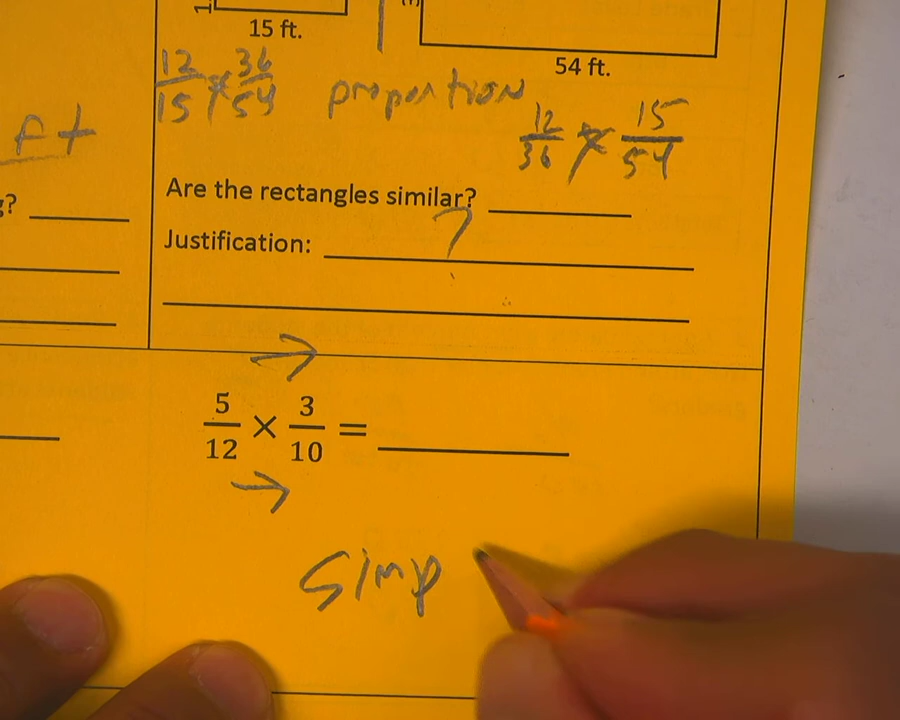 15 ft.
54 ft.
12/15 × 36/54 proportion
12/36 × 15/54
ft
Are the rectangles similar?
?
Justification:
5/12 × 3/10 =
Simp